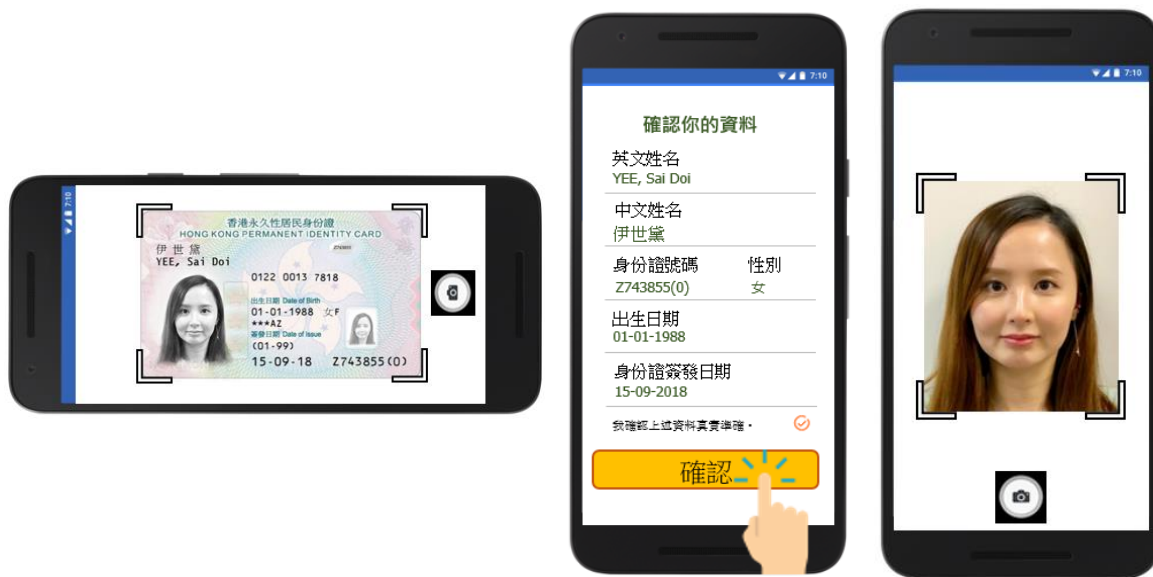 7:10
香港永久性居民身份證
HONG KONG PERMANENT IDENTITY CARD
伊世黛
YEE, Sai Doi
Z743855
0122 0013 7818
出生日期 Date of Birth
01-01-1988 女F
***AZ
簽發日期 Date of Issue
(01-99)
15-09-18 Z743855(0)
7:10
確認你的資料
英文姓名
YEE, Sai Doi
中文姓名
伊世黛
身份證號碼 性別
Z743855(0) 女
出生日期
01-01-1988
身份證簽發日期
15-09-2018
我確認上述資料真實準確。
確認
7:10